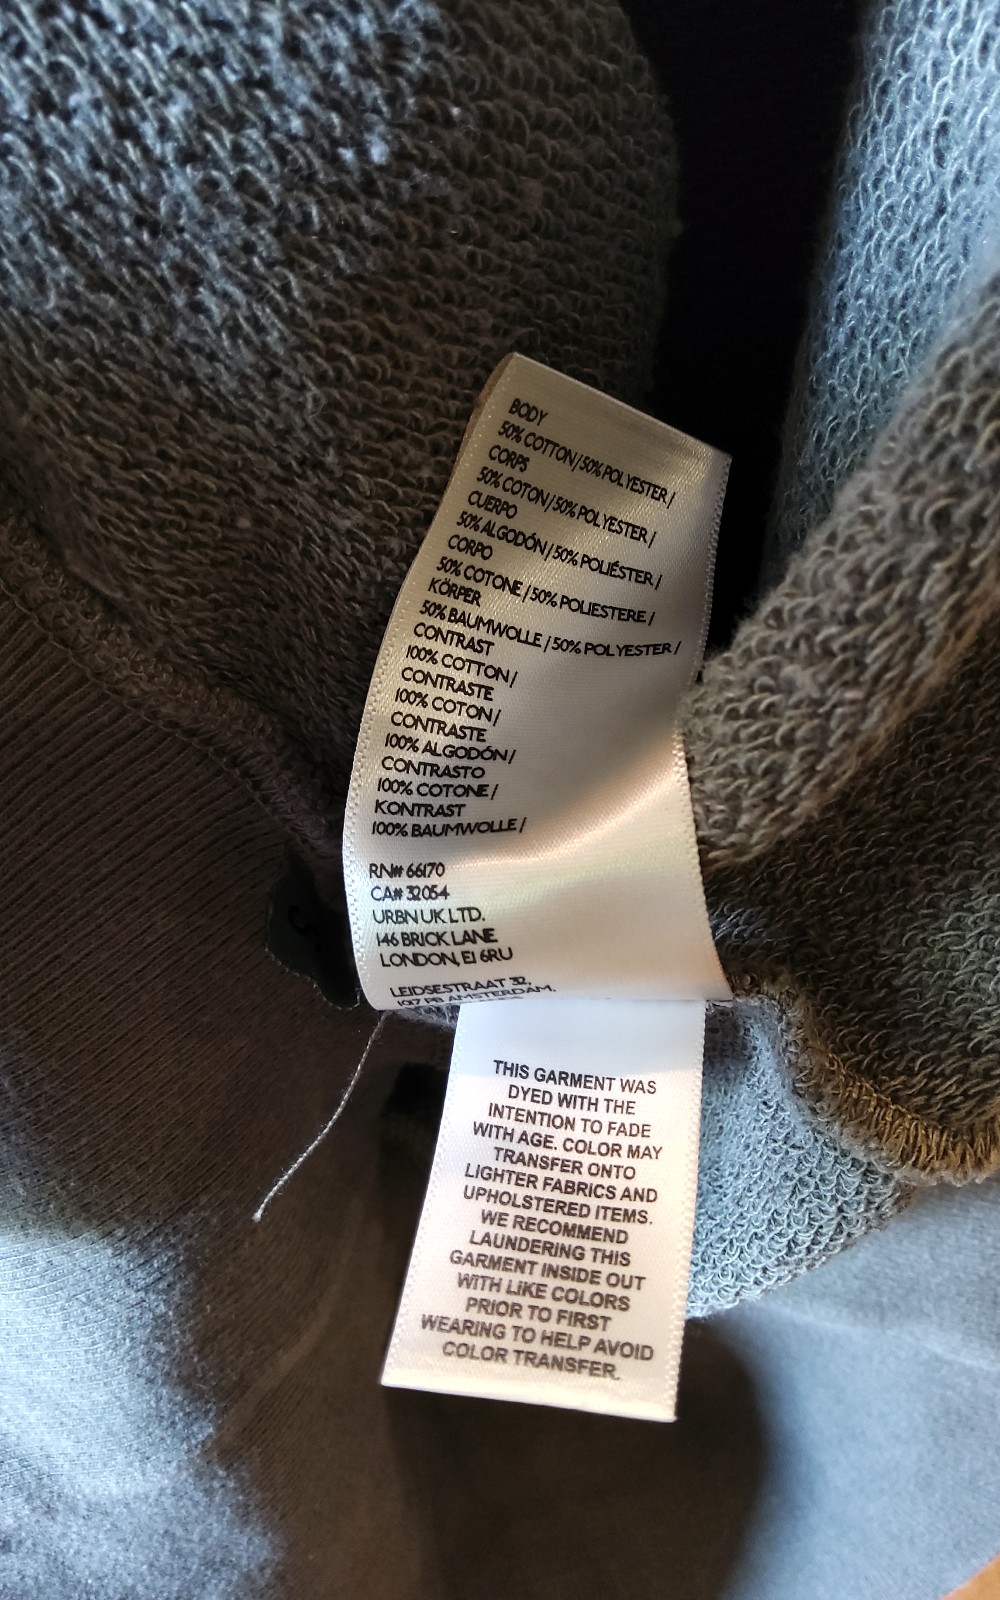 BODY
50% COTTON / 50% POLYESTER /
CORPS
50% COTON / 50% POLYESTER /
CUERPO
50% ALGODÓN / 50% POLIÉSTER /
CORPO
50% COTONE / 50% POLIESTERE /
KÖRPER
50% BAUMWOLLE / 50% POLYESTER /
CONTRAST
100% COTTON /
CONTRASTE
100% COTON /
CONTRASTE
100% ALGODÓN /
CONTRASTO
100% COTONE /
KONTRAST
100% BAUMWOLLE /
RN# 66170
CA# 32054
URBN UK LTD.
146 BRICK LANE
LONDON, E1 6RU
LEIDSESTRAAT 32,
1017 PB AMSTERDAM,
THIS GARMENT WAS
DYED WITH THE
INTENTION TO FADE
WITH AGE. COLOR MAY
TRANSFER ONTO
LIGHTER FABRICS AND
UPHOLSTERED ITEMS.
WE RECOMMEND
LAUNDERING THIS
GARMENT INSIDE OUT
WITH LIKE COLORS
PRIOR TO FIRST
WEARING TO HELP AVOID
COLOR TRANSFER.